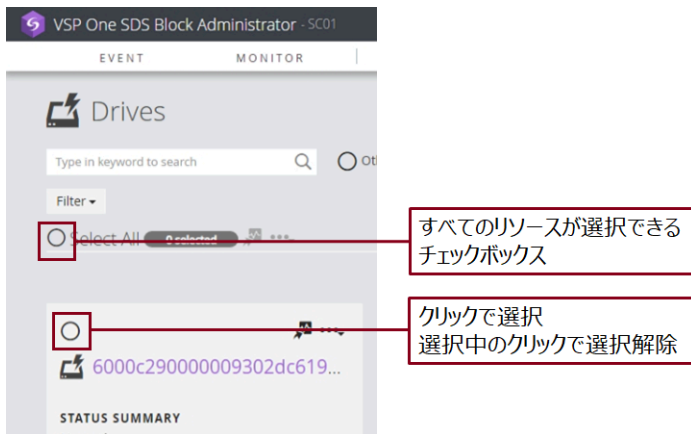 VSP One SDS Block Administrator - SC01
EVENT MONITOR
Drives
Type in keyword to search
Filter
Select All 0 selected
すべてのリソースが選択できる
チェックボックス
クリックで選択
選択中のクリックで選択解除
6000c290000009302dc619...
STATUS SUMMARY